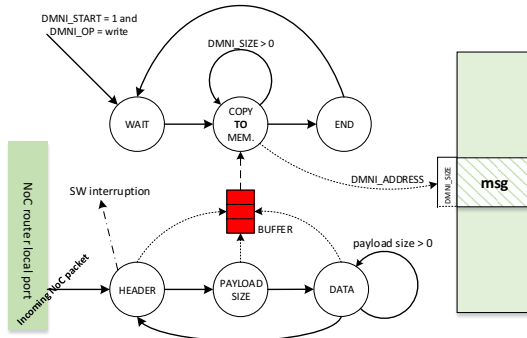 DMNI_START = 1 and
DMNI_OP = write
DMNI_SIZE > 0
WAIT
COPY
TO
MEM.
END
DMNI_ADDRESS
DMNI_SIZE
msg
NoC router local port
SW interruption
BUFFER
payload size > 0
Incoming NoC packet
HEADER
PAYLOAD
SIZE
DATA